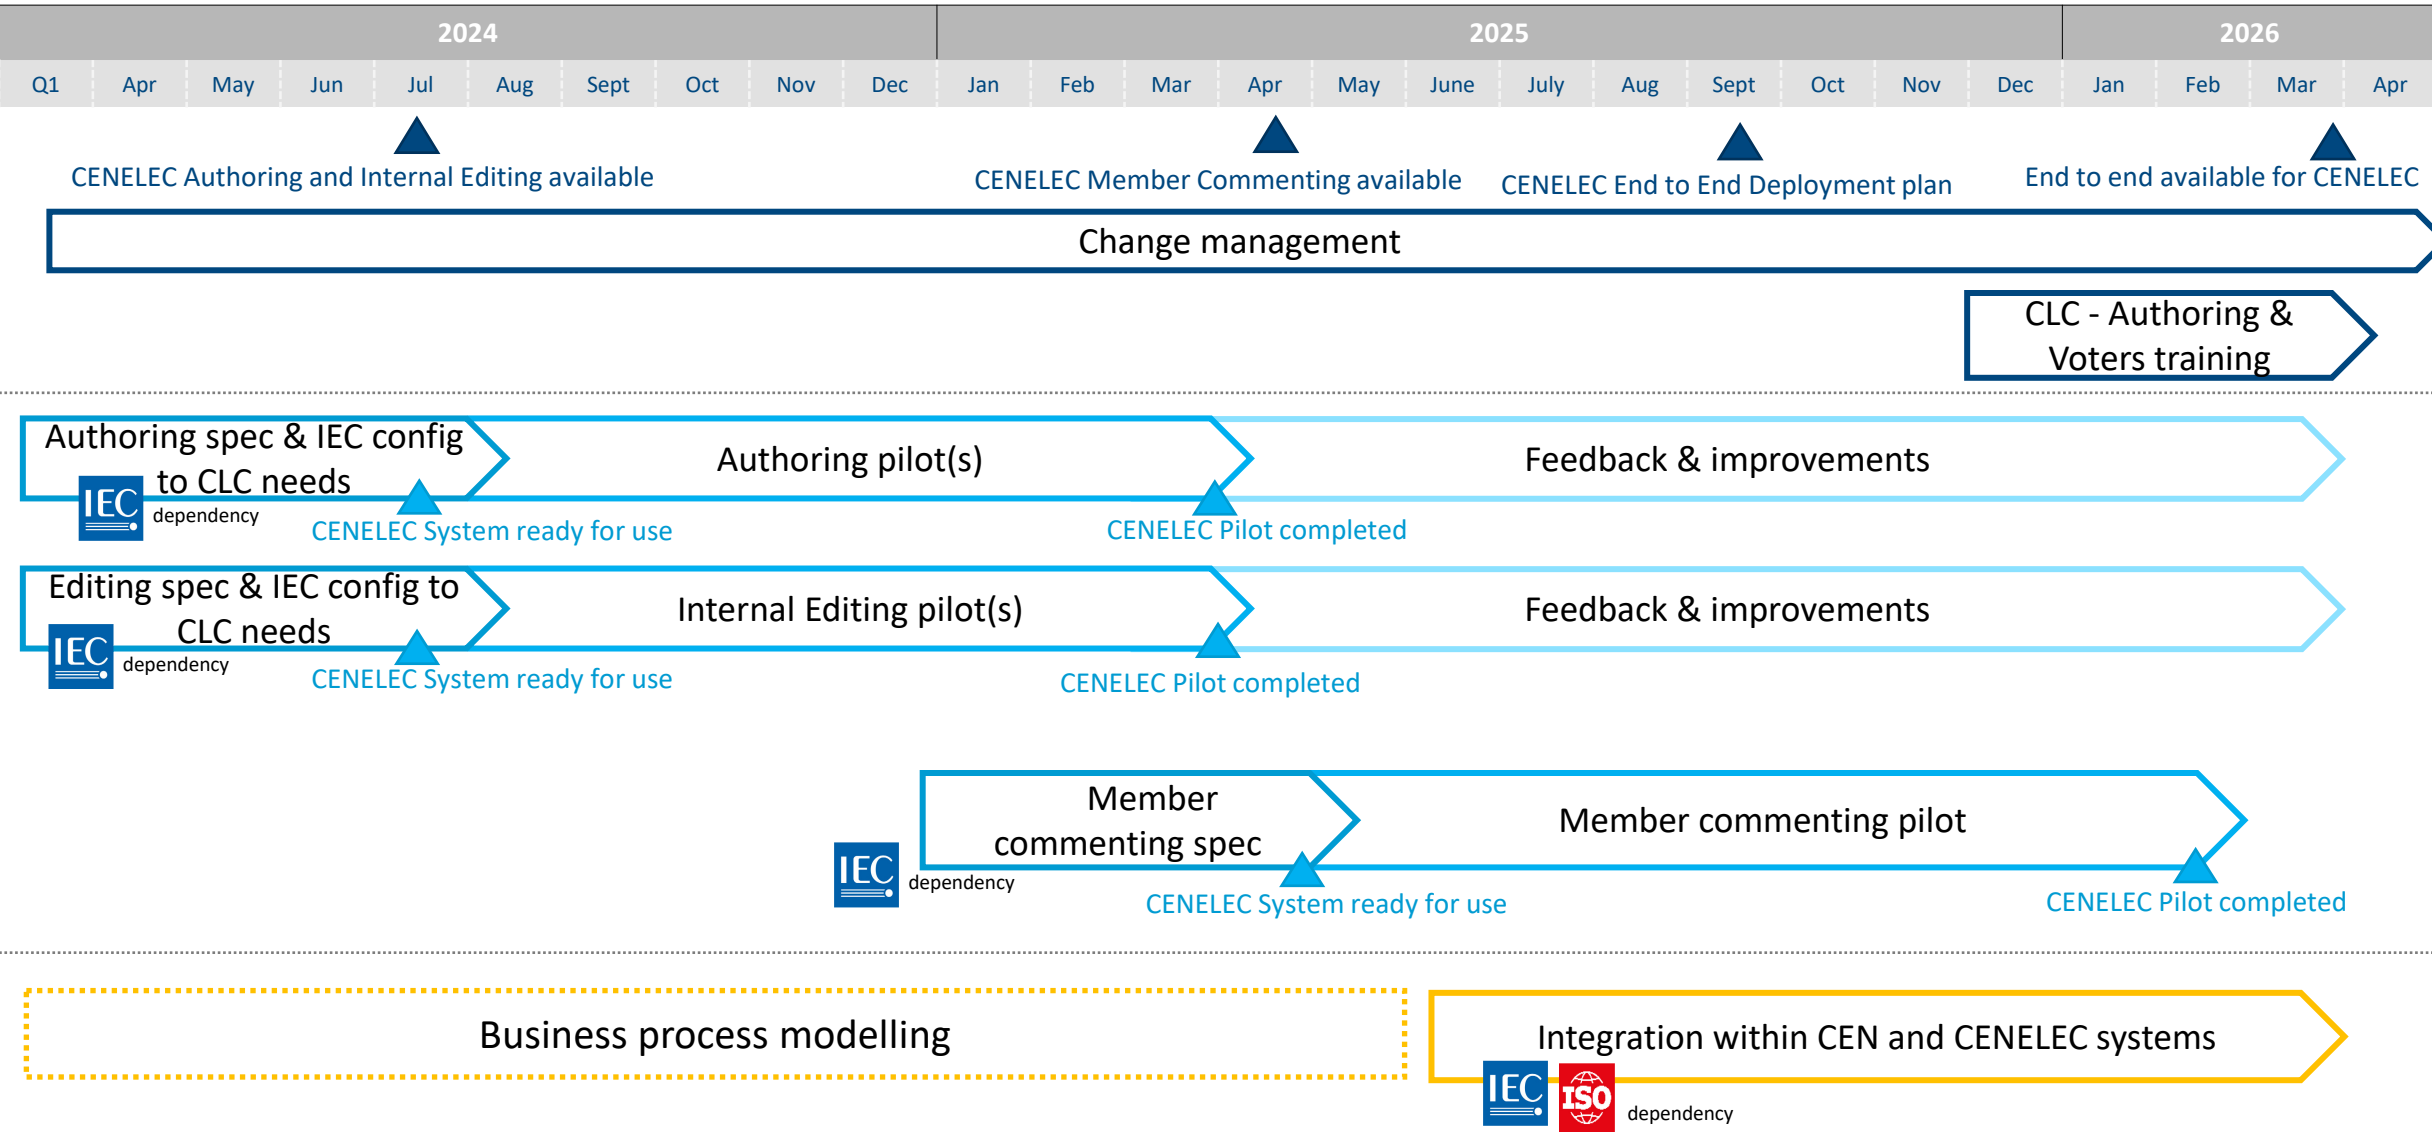 2024 2025 2026
Q1 Apr May Jun Jul Aug Sept Oct Nov Dec Jan Feb Mar Apr May June July Aug Sept Oct Nov Dec Jan Feb Mar Apr
CENELEC Authoring and Internal Editing available
CENELEC Member Commenting available
CENELEC End to End Deployment plan
End to end available for CENELEC
Change management
CLC - Authoring &
Voters training
Authoring spec & IEC config
to CLC needs
IEC
dependency
Authoring pilot(s)
Feedback & improvements
CENELEC System ready for use
CENELEC Pilot completed
Editing spec & IEC config to
CLC needs
IEC
dependency
Internal Editing pilot(s)
Feedback & improvements
CENELEC System ready for use
CENELEC Pilot completed
Member
commenting spec
IEC
dependency
Member commenting pilot
CENELEC System ready for use
CENELEC Pilot completed
Business process modelling
Integration within CEN and CENELEC systems
IEC
ISO
dependency